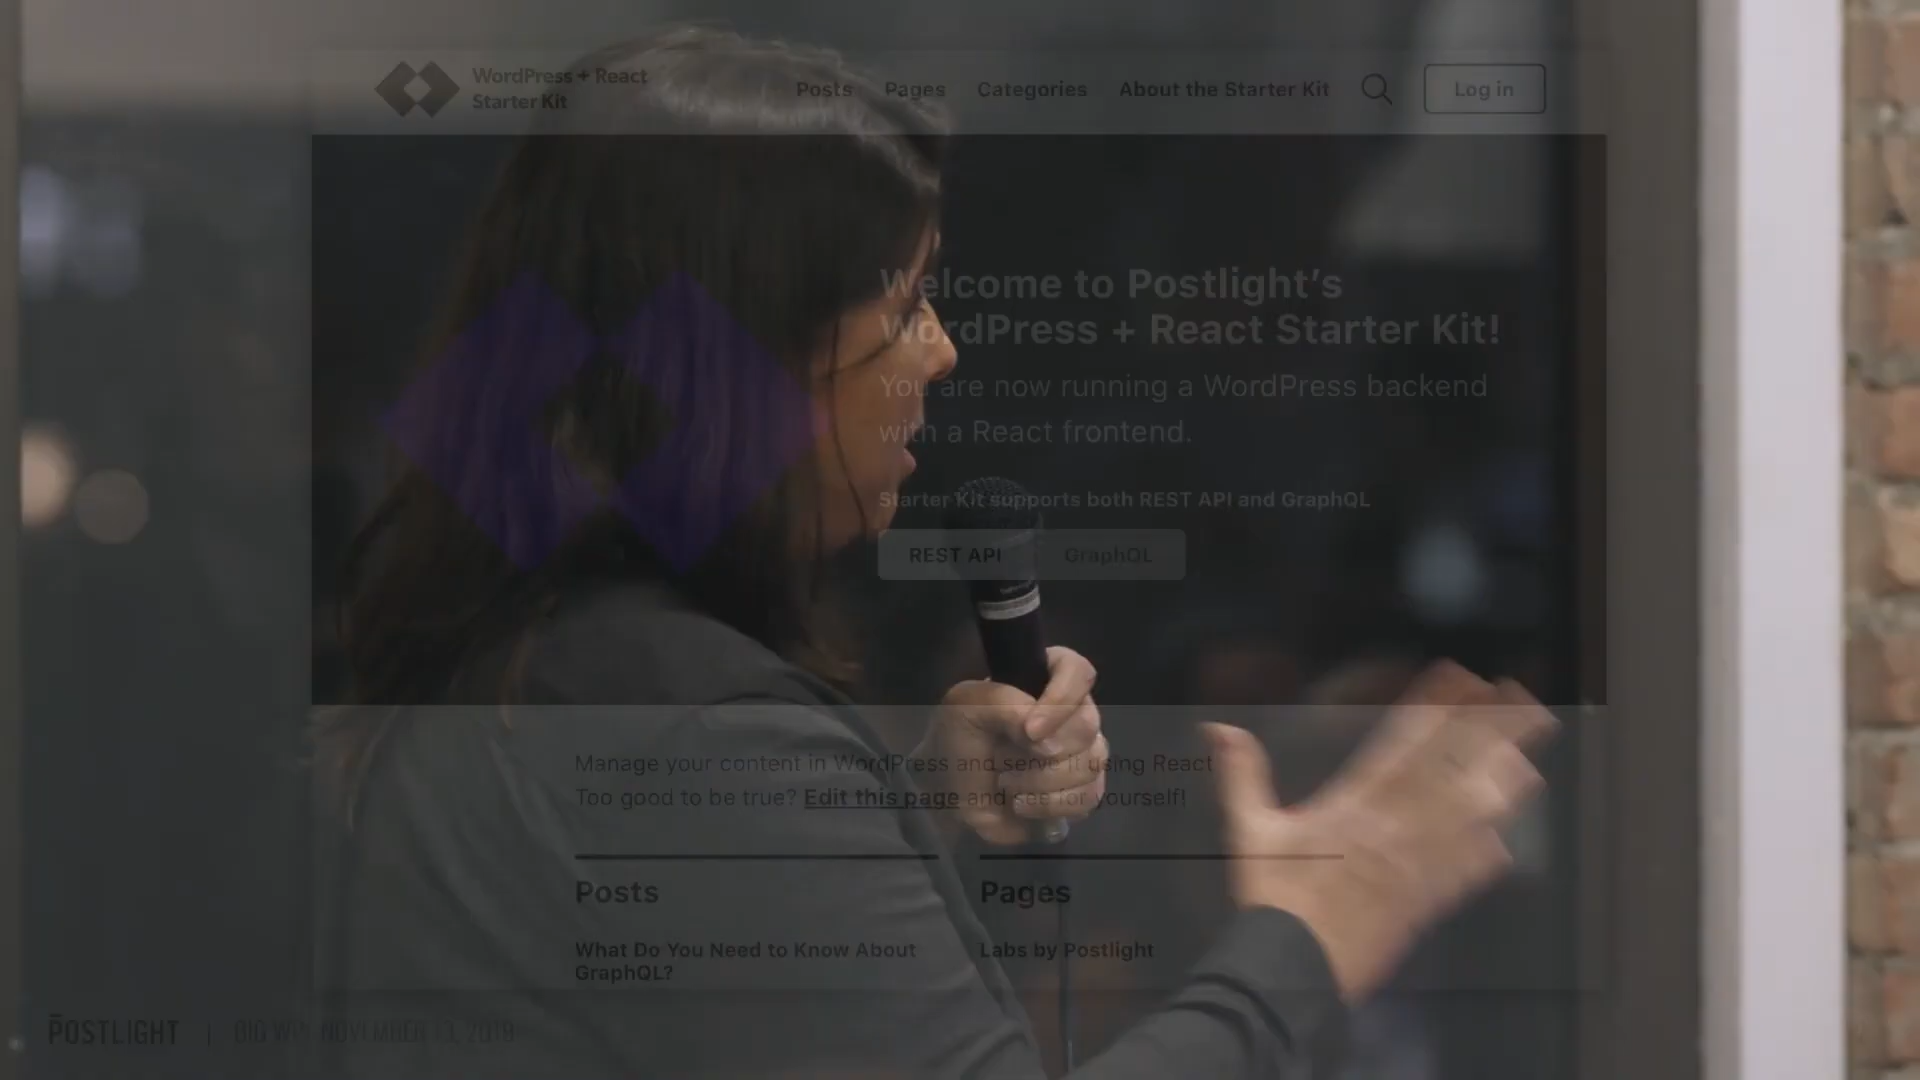 WordPress + React
Starter Kit
Posts Pages Categories About the Starter Kit Log in
Welcome to Postlight’s
WordPress + React Starter Kit!
You are now running a WordPress backend
with a React frontend.
Starter Kit supports both REST API and GraphQL
REST API GraphQL
Manage your content in WordPress and serve it using React
Too good to be true? Edit this page and see for yourself!
Posts
Pages
What Do You Need to Know About
GraphQL?
Labs by Postlight
POSTLIGHT | NOVEMBER 13, 2019